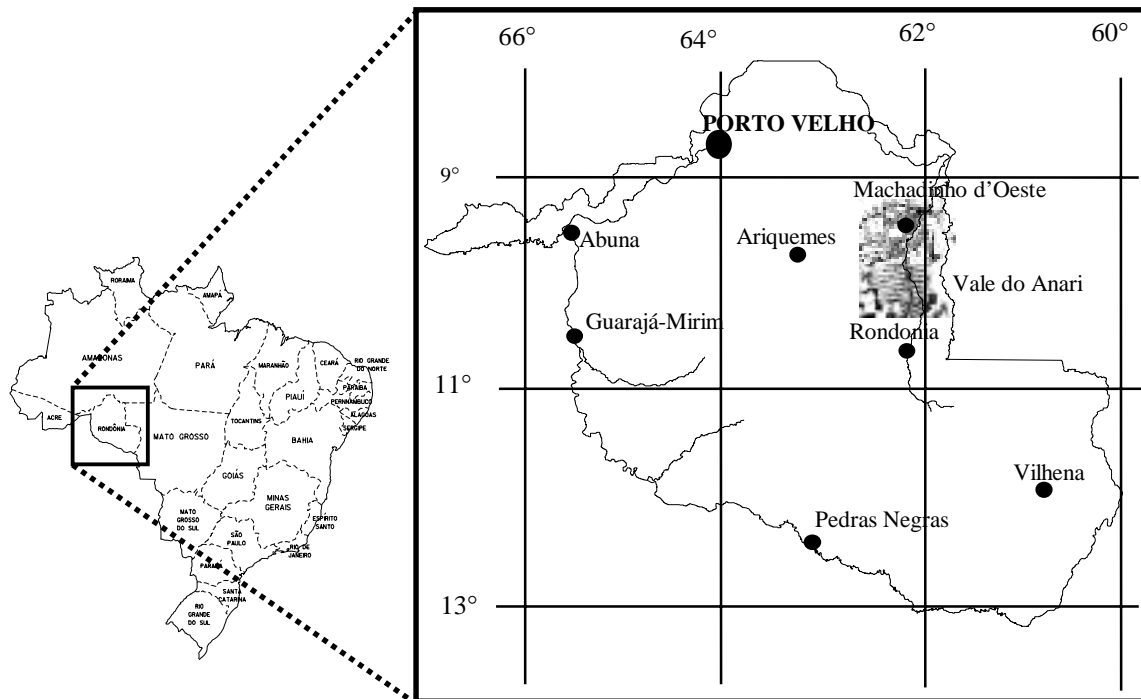 66°
64°
62°
60°
PORTO VELHO
9°
Machadinho d’Oeste
Abuna
Ariquemes
Vale do Anari
Guarajá-Mirim
Rondonia
11°
Vilhena
Pedras Negras
13°
RORAIMA
AMAPÁ
AMAZONAS
PARÁ
MARANHÃO
CEARÁ
RIO GRANDE
DO NORTE
PARAIBA
PERNNAMBUCO
ALAGOAS
SERGIPE
PIAUÍ
ACRE
RONDÔNIA
MATO GROSSO
TOCANTINS
BAHIA
GOIÁS
MINAS
GERAIS
MATO
GROSSO
DO SUL
ESPÍRITO
SANTO
SÃO
PAULO
RIO DE
JANEIRO
PARANÁ
SANTA
CATARINA
RIO
GRANDE
DO SUL